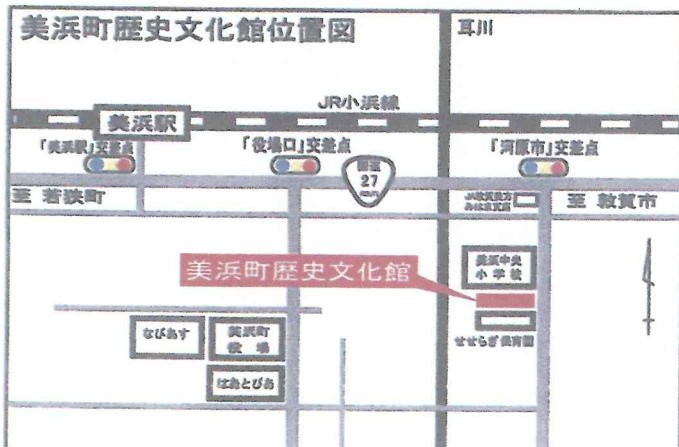 美浜町歴史文化館位置図
耳川
JR小浜線
美浜駅
「美浜駅」交差点
「役場口」交差点
「河原市」交差点
国道
27
至 若狭町
至 敦賀市
美浜中央
小学校
美浜町歴史文化館
なびあす
美浜町
役場
せせらぎ保育園
はあとぴあ